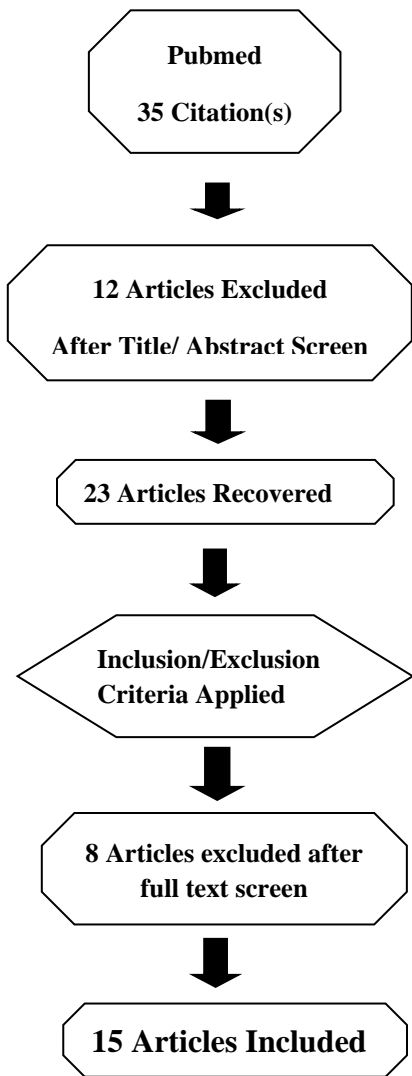 Pubmed
35 Citation(s)
12 Articles Excluded
After Title/ Abstract Screen
23 Articles Recovered
Inclusion/Exclusion
Criteria Applied
8 Articles excluded after
full text screen
15 Articles Included